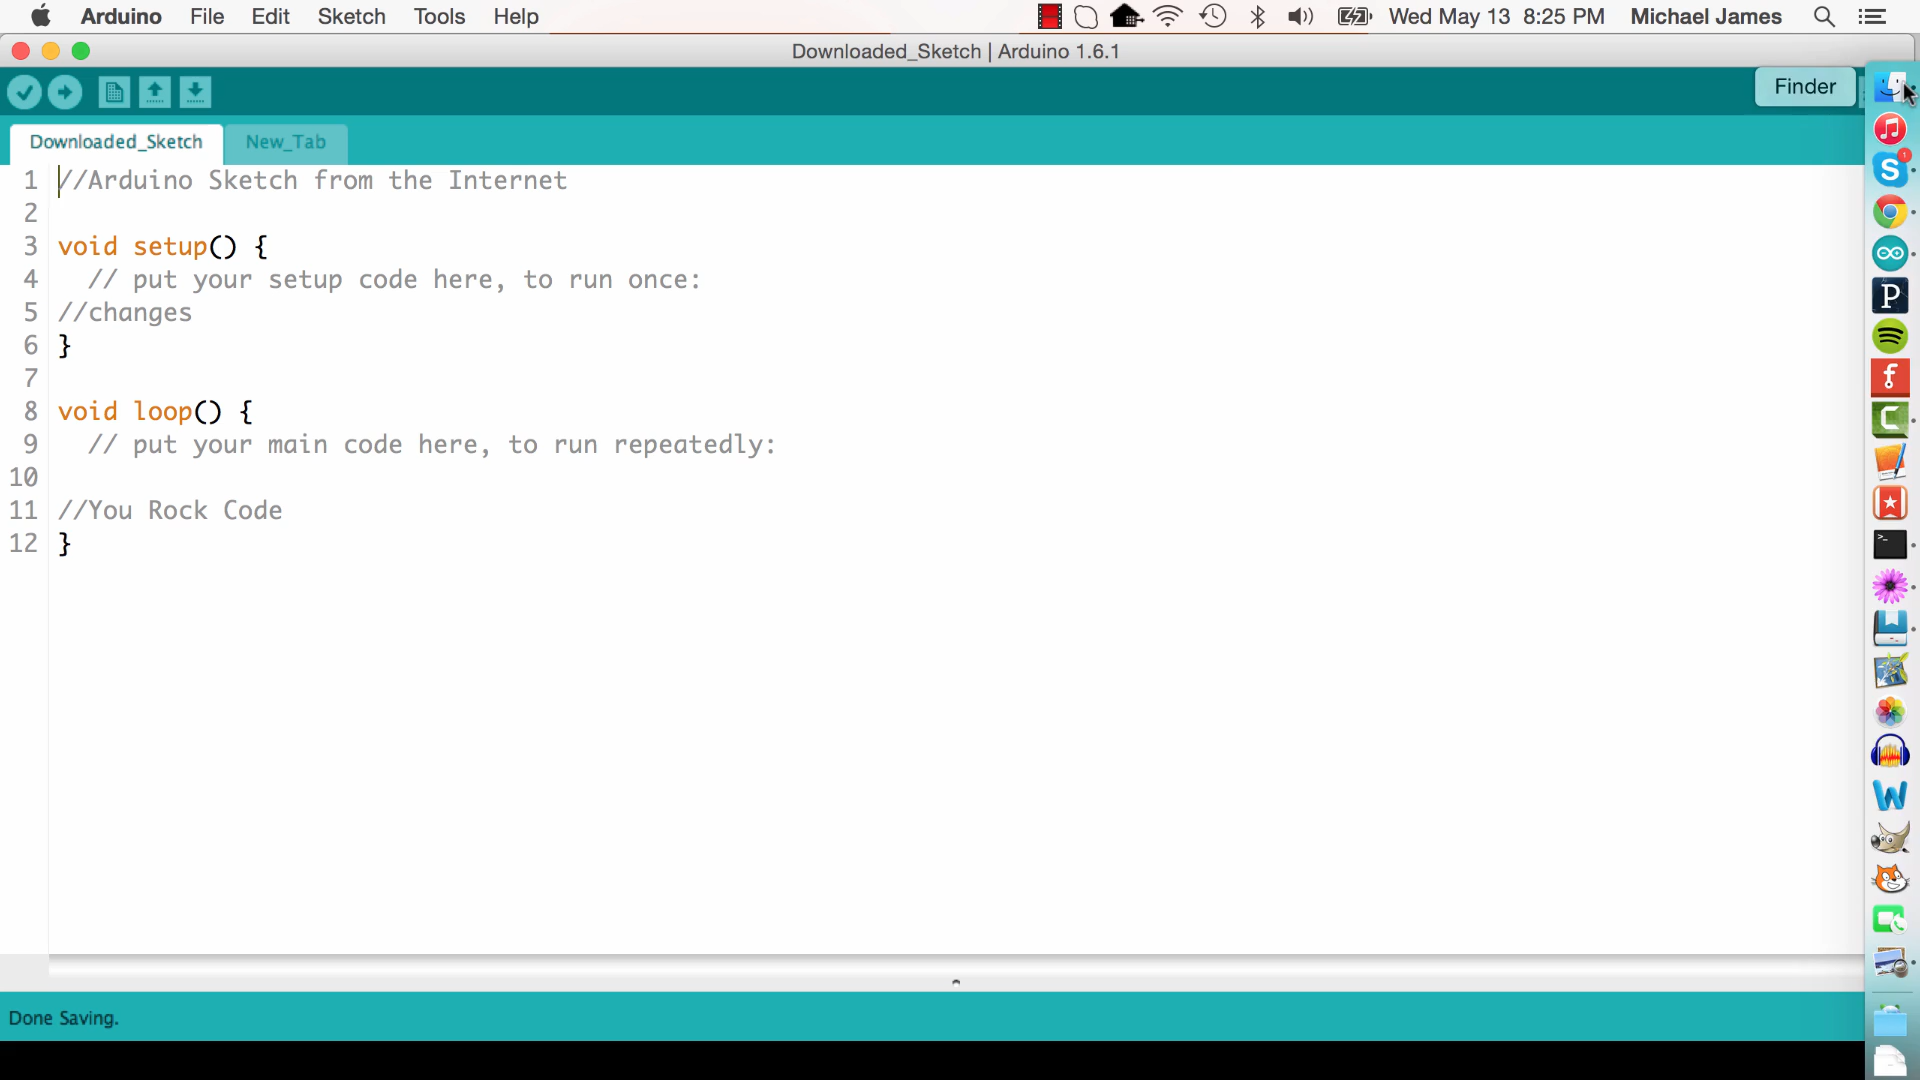 Arduino File Edit Sketch Tools Help Wed May 13 8:25 PM Michael James
Downloaded_Sketch | Arduino 1.6.1
Finder
Downloaded_Sketch New_Tab
1 //Arduino Sketch from the Internet
2
3 void setup() {
4 // put your setup code here, to run once:
5 //changes
6 }
7
8 void loop() {
9 // put your main code here, to run repeatedly:
10
11 //You Rock Code
12 }
Done Saving.